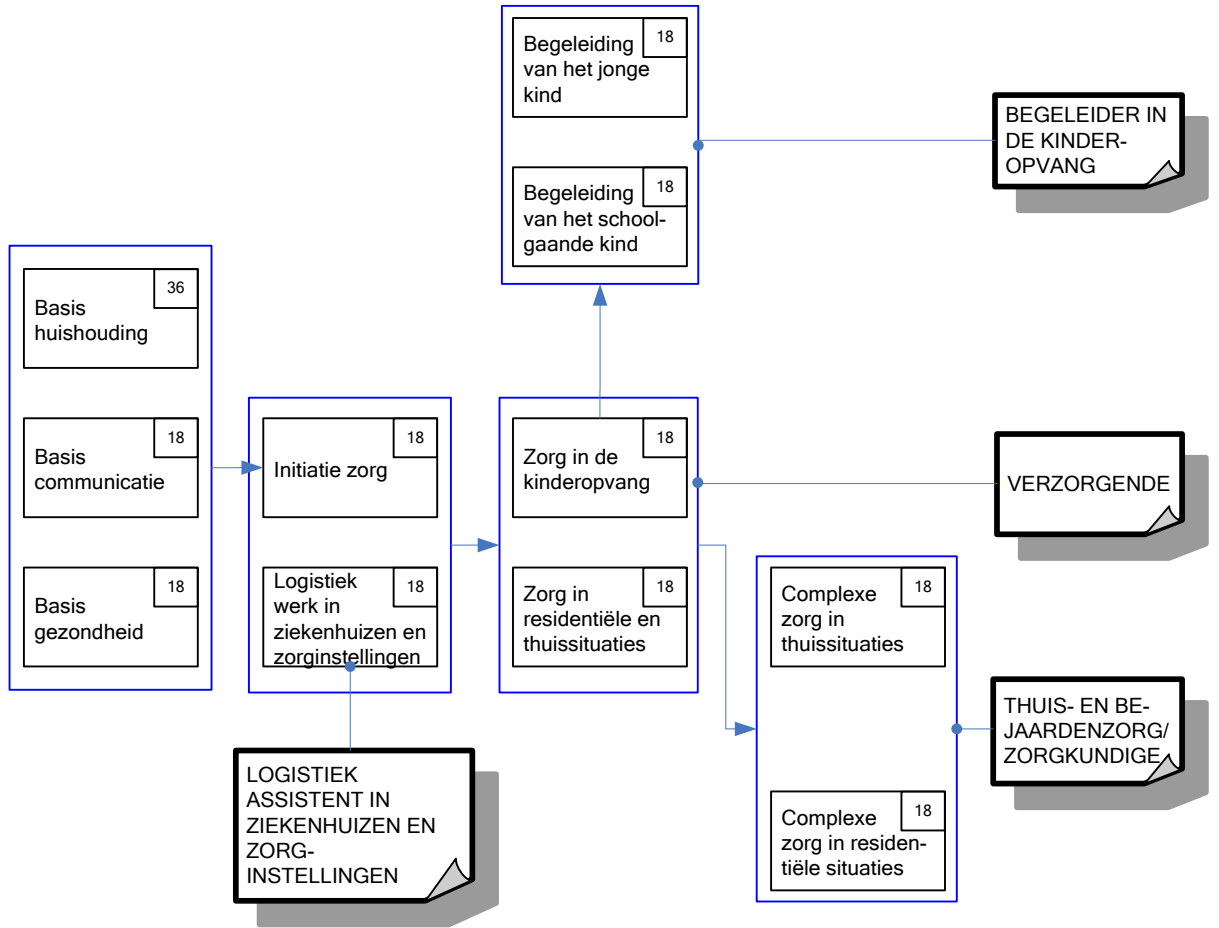 Begeleiding
van het jonge
kind
18
Begeleiding
van het school-
gaande kind
18
BEGELEIDER IN
DE KINDER-
OPVANG
Basis
huishouding
36
Basis
communicatie
18
Basis
gezondheid
18
Initiatie zorg
18
Logistiek
werk in
ziekenhuizen en
zorginstellingen
18
Zorg in de
kinderopvang
18
Zorg in
residentiële en
thuissituaties
18
VERZORGENDE
Complexe
zorg in
thuissituaties
18
Complexe
zorg in residen-
tiële situaties
18
THUIS- EN BE-
JAARDENZORG/
ZORGKUNDIGE
LOGISTIEK
ASSISTENT IN
ZIEKENHUIZEN EN
ZORG-
INSTELLINGEN